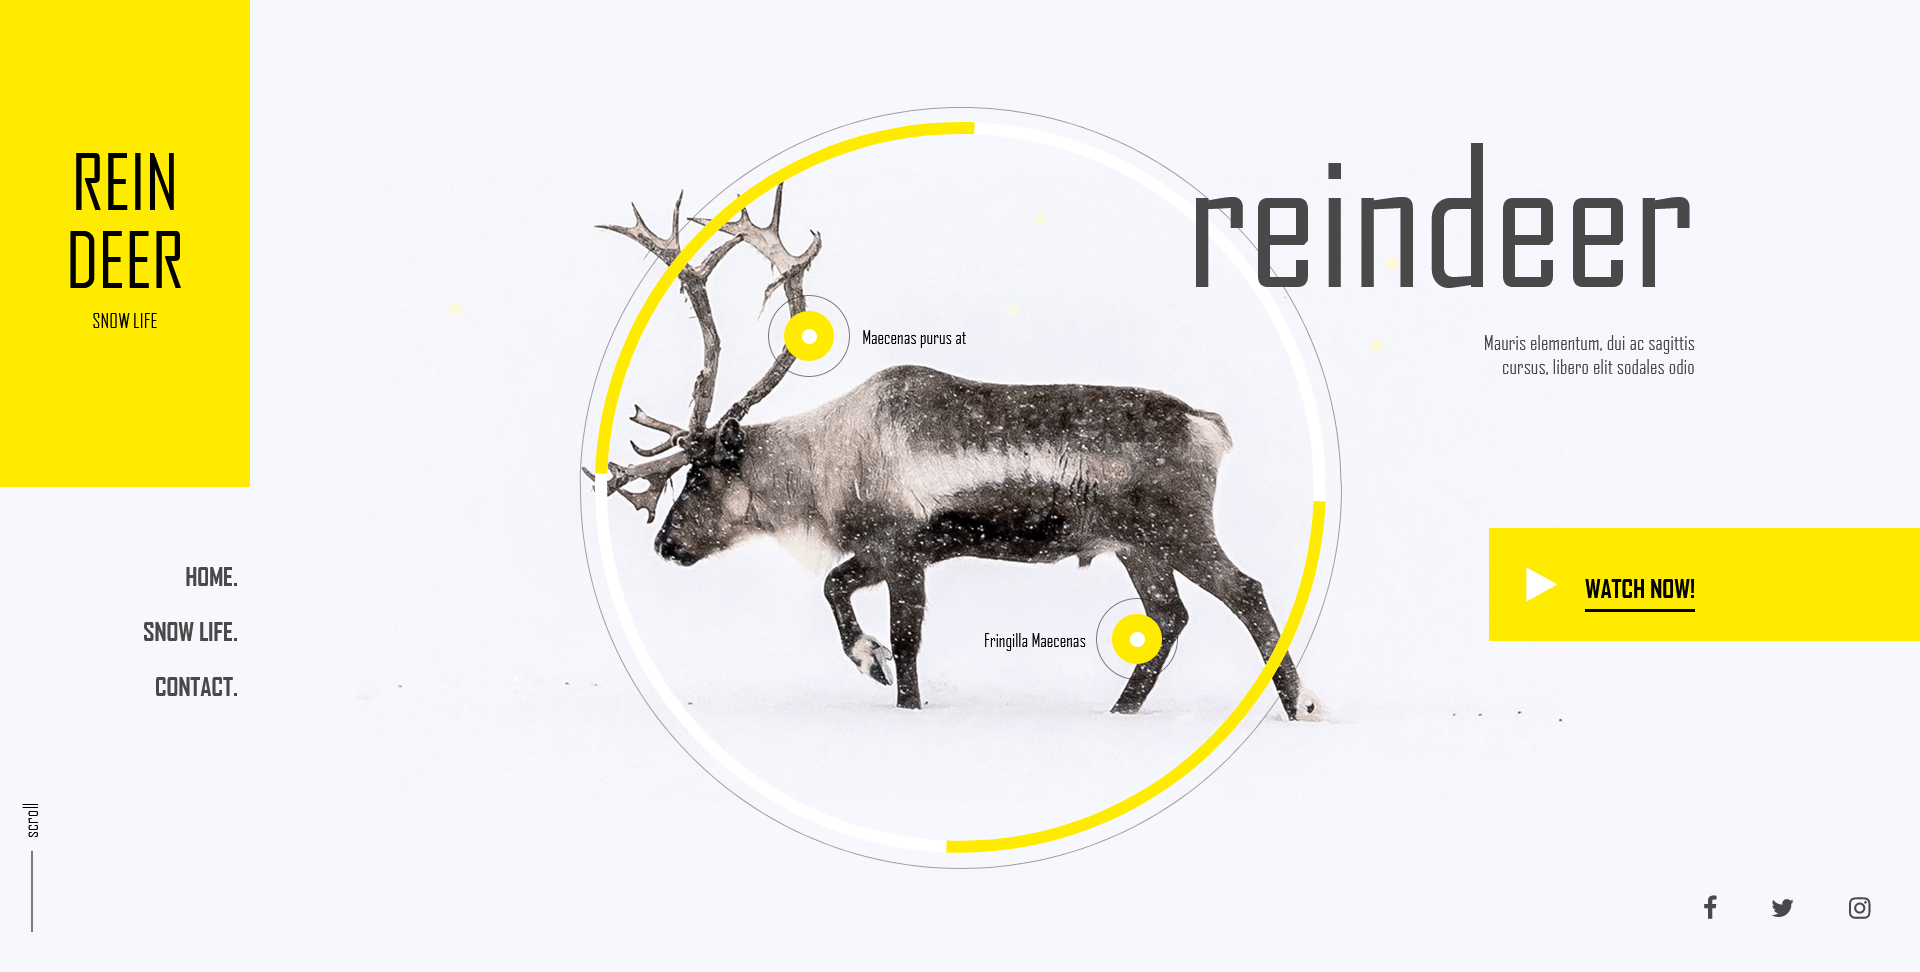 REIN
DEER
SNOW LIFE
HOME.
SNOW LIFE.
CONTACT.
scroll
reindeer
Maecenas purus at
Mauris elementum, dui ac sagittis
cursus, libero elit sodales odio
WATCH NOW!
Fringilla Maecenas